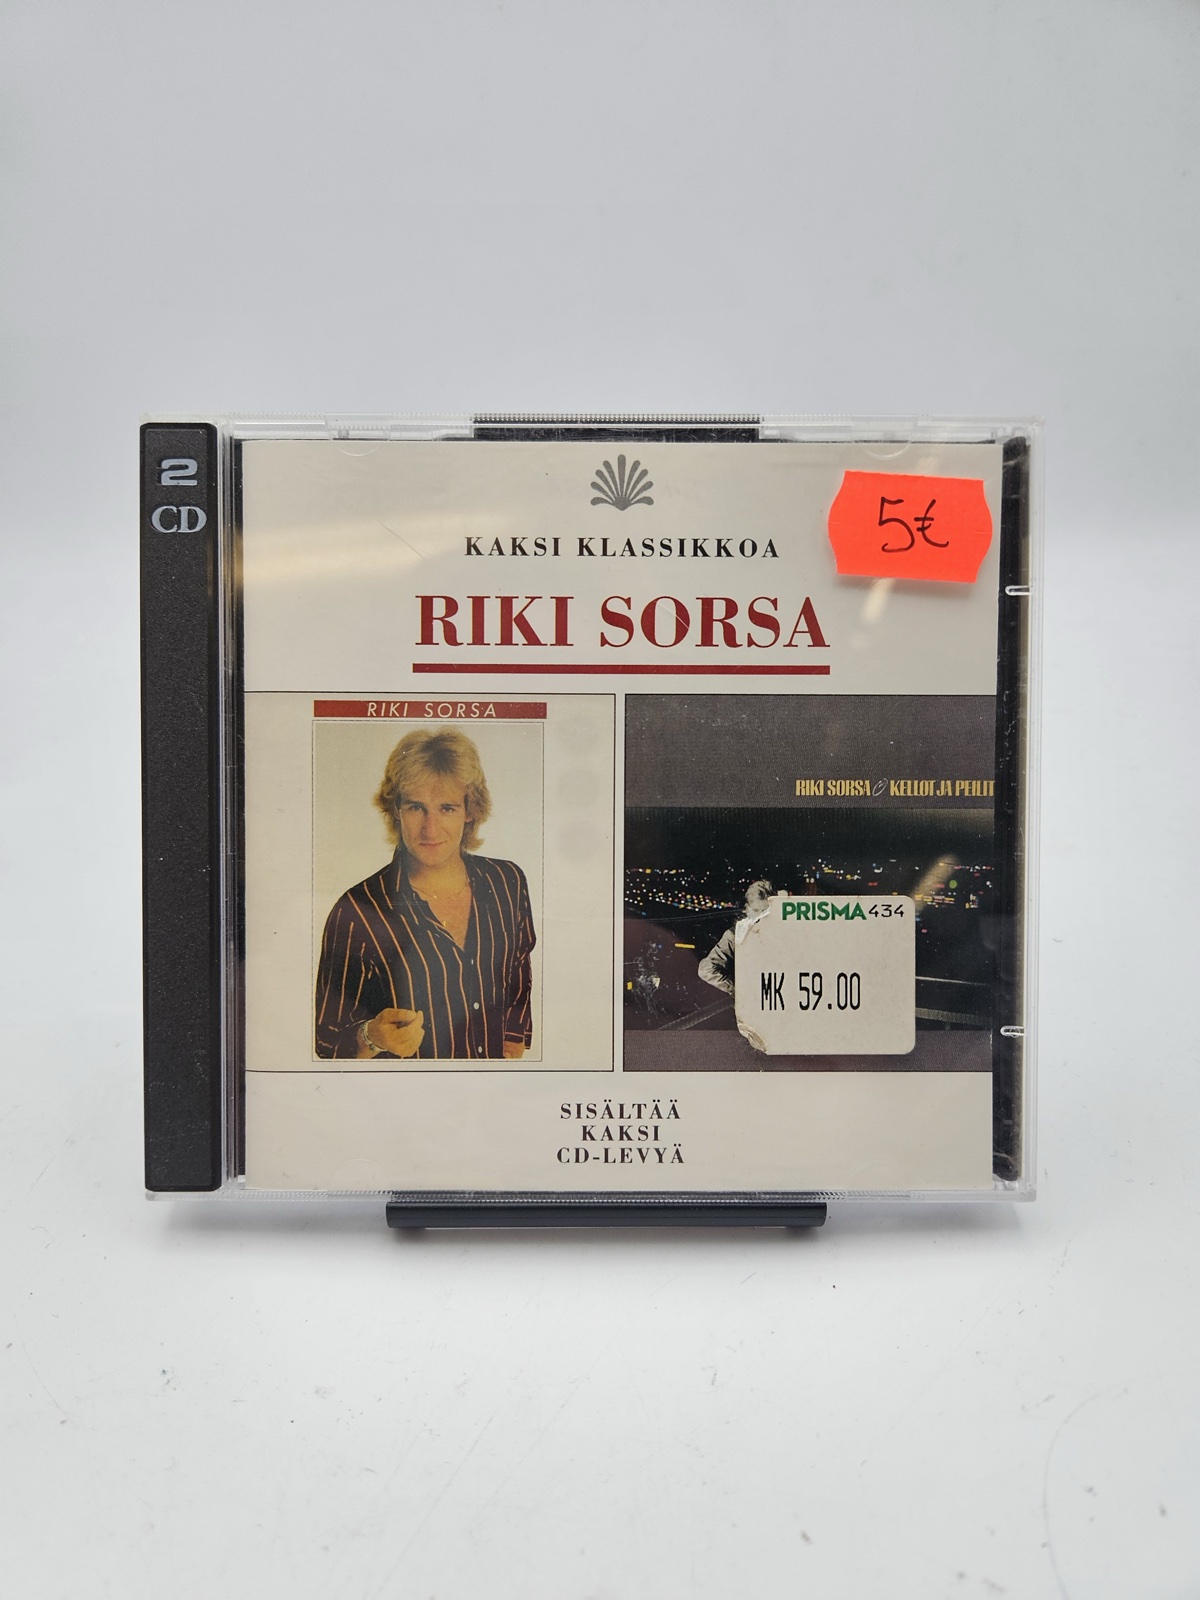 2
CD
KAKSI KLASSIKKOA
5€
RIKI SORSA
RIKI SORSA
RIKI SORSA KELLOT JA PEILIT
PRISMA 434
MK 59.00
SISÄLTÄÄ
KAKSI
CD-LEVYÄ